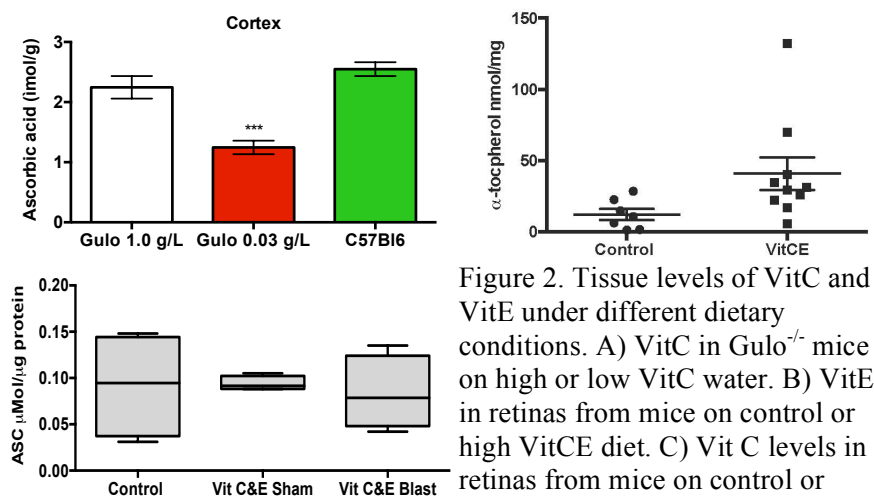 Cortex
Ascorbic acid (imol/g)
3
2
1
0
***
Gulo 1.0 g/L Gulo 0.03 g/L C57Bl6
α-tocpherol nmol/mg
150
100
50
0
Control VitCE
ASC μMol/μg protein
0.20
0.15
0.10
0.05
0.00
Control Vit C&E Sham Vit C&E Blast
Figure 2. Tissue levels of VitC and
VitE under different dietary
conditions. A) VitC in Gulo-/- mice
on high or low VitC water. B) VitE
in retinas from mice on control or
high VitCE diet. C) Vit C levels in
retinas from mice on control or